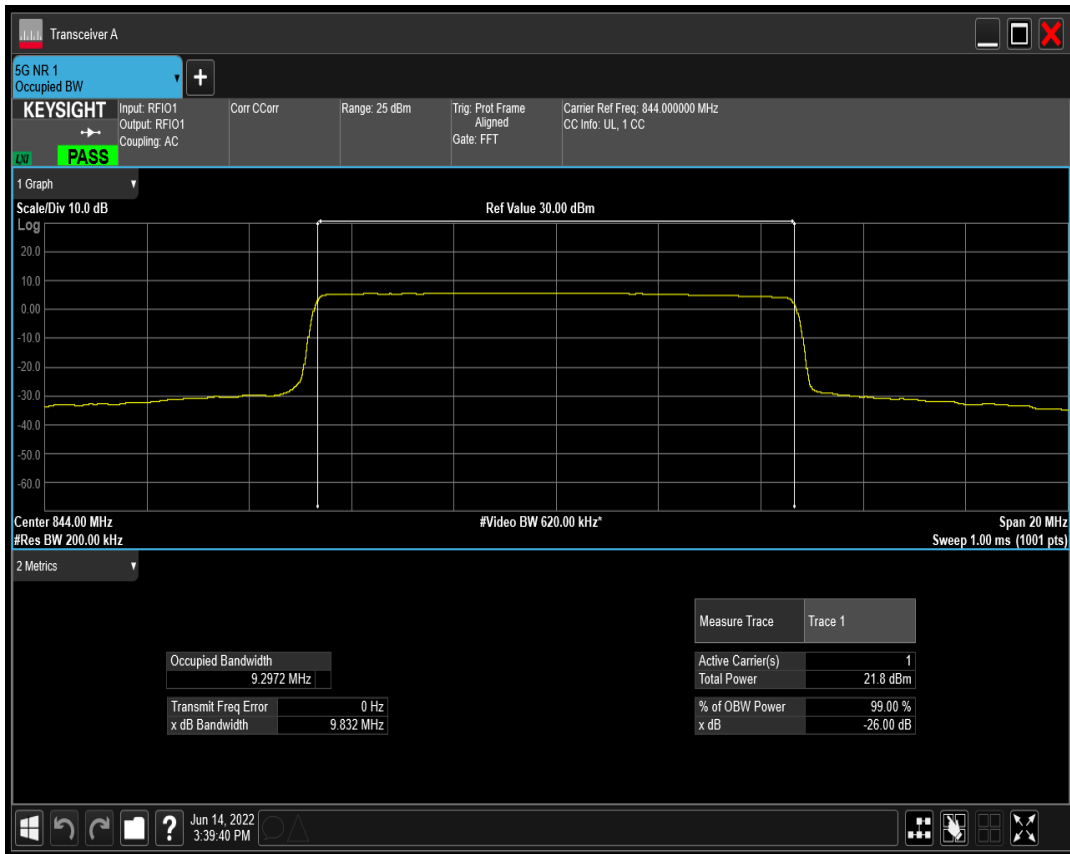 Transceiver A
5G NR 1
Occupied BW
+
KEYSIGHT
LXI
PASS
Input: RFIO1
Output: RFIO1
Coupling: AC
Corr CCorr
Range: 25 dBm
Trig: Prot Frame
Aligned
Gate: FFT
Carrier Ref Freq: 844.000000 MHz
CC Info: UL, 1 CC
1 Graph
Scale/Div 10.0 dB
Ref Value 30.00 dBm
Log
20.0
10.0
0.00
-10.0
-20.0
-30.0
-40.0
-50.0
-60.0
Center 844.00 MHz
#Video BW 620.00 kHz*
Span 20 MHz
#Res BW 200.00 kHz
Sweep 1.00 ms (1001 pts)
2 Metrics
Measure Trace Trace 1
Occupied Bandwidth
9.2972 MHz
Active Carrier(s) 1
Total Power 21.8 dBm
Transmit Freq Error 0 Hz
x dB Bandwidth 9.832 MHz
% of OBW Power 99.00 %
x dB -26.00 dB
?
Jun 14, 2022
3:39:40 PM